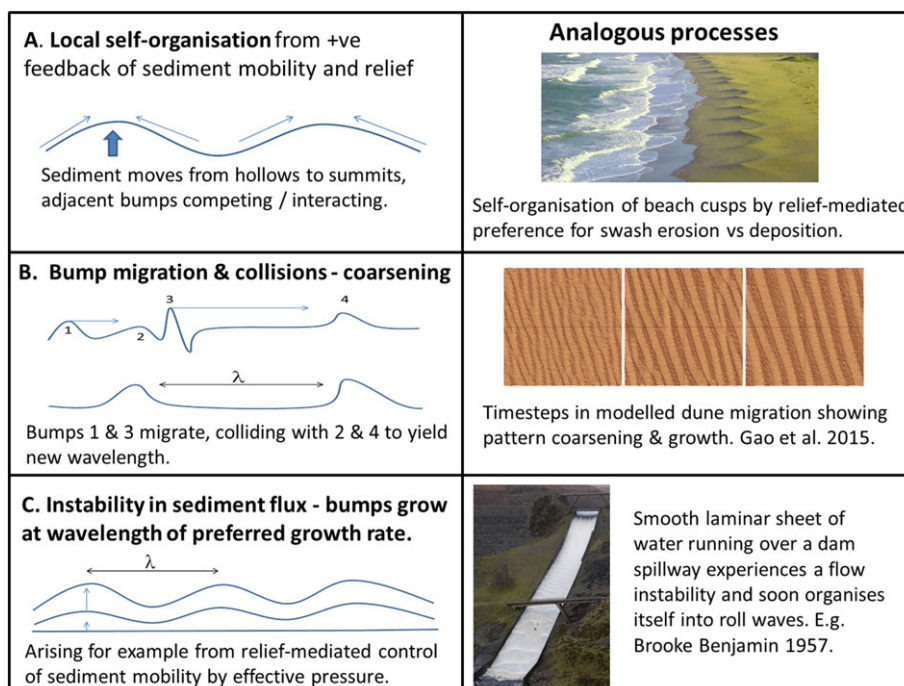 A. Local self-organisation from +ve
feedback of sediment mobility and relief
Sediment moves from hollows to summits,
adjacent bumps competing / interacting.
Analogous processes
Self-organisation of beach cusps by relief-mediated
preference for swash erosion vs deposition.
B. Bump migration & collisions - coarsening
1
2
3
4
λ
Bumps 1 & 3 migrate, colliding with 2 & 4 to yield
new wavelength.
Timesteps in modelled dune migration showing
pattern coarsening & growth. Gao et al. 2015.
C. Instability in sediment flux - bumps grow
at wavelength of preferred growth rate.
λ
Arising for example from relief-mediated control
of sediment mobility by effective pressure.
Smooth laminar sheet of
water running over a dam
spillway experiences a flow
instability and soon organises
itself into roll waves. E.g.
Brooke Benjamin 1957.